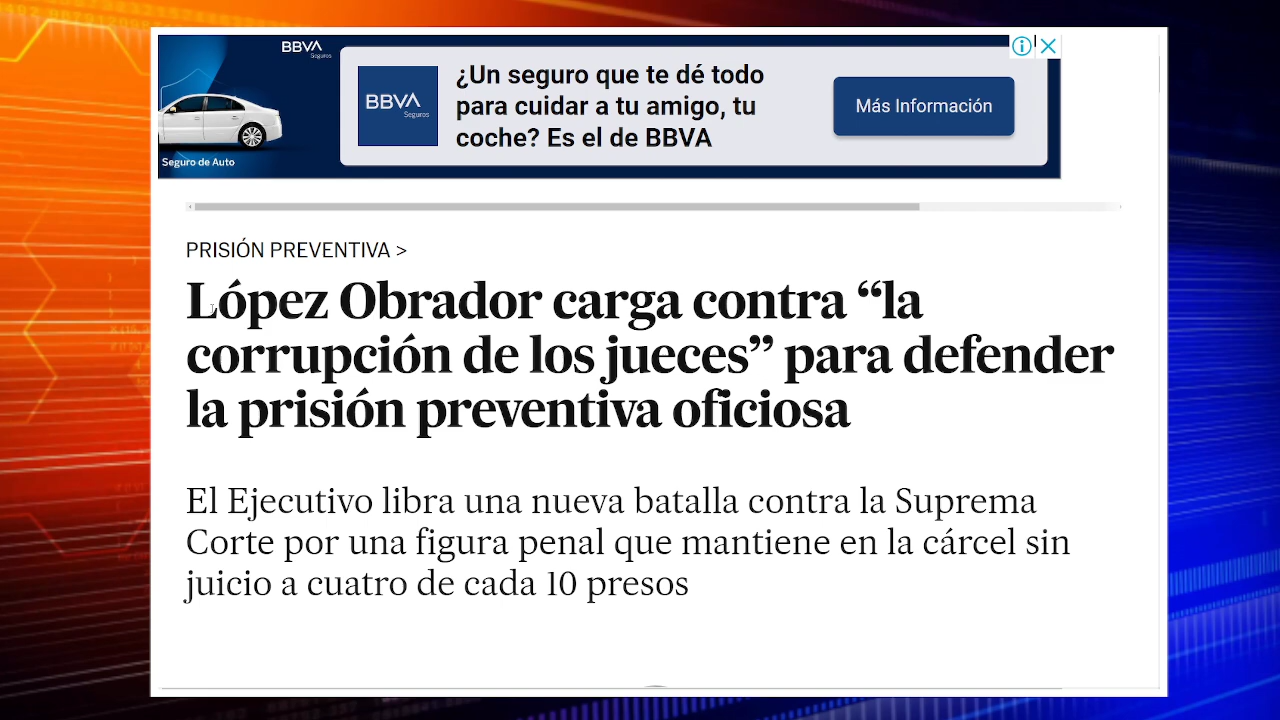 BBVA
Seguros
Seguro de Auto
BBVA
Seguros
¿Un seguro que te dé todo
para cuidar a tu amigo, tu
coche? Es el de BBVA
Más Información
PRISIÓN PREVENTIVA >
López Obrador carga contra “la
corrupción de los jueces” para defender
la prisión preventiva oficiosa
El Ejecutivo libra una nueva batalla contra la Suprema
Corte por una figura penal que mantiene en la cárcel sin
juicio a cuatro de cada 10 presos